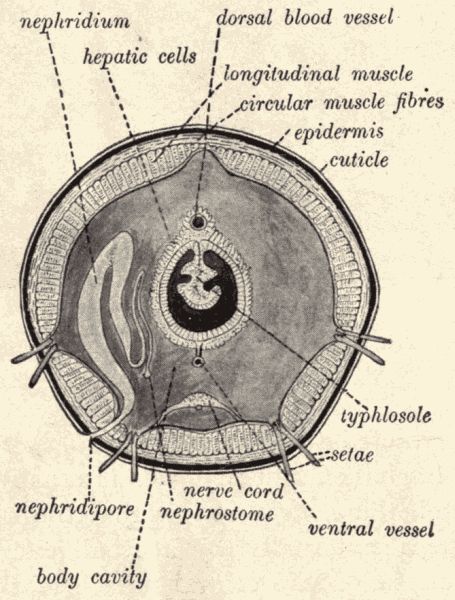 nephridium
dorsal blood vessel
hepatic cells
longitudinal muscle
circular muscle fibres
epidermis
cuticle
typhlosole
setae
nerve cord
nephridipore
nephrostome
ventral vessel
body cavity